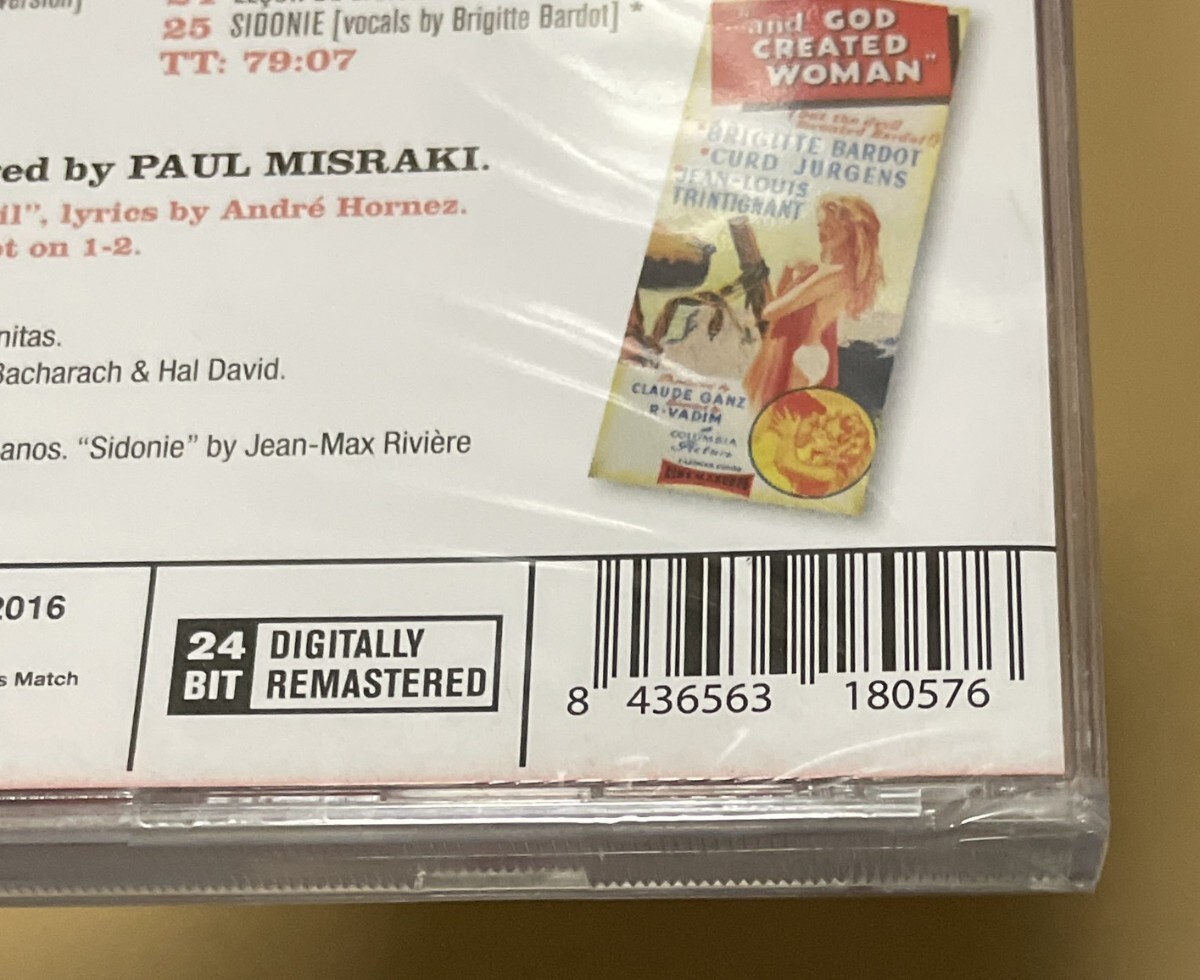 25 SIDONIE [vocals by Brigitte Bardot] *
TT: 79:07
ed by PAUL MISRAKI.
il", lyrics by André Hornez.
t on 1-2.
nitas.
Bacharach & Hal David.
anos. "Sidonie" by Jean-Max Rivière
...and GOD
CREATED
WOMAN"
BRIGITTE BARDOT
CURD JURGENS
JEAN-LOUIS
TRINTIGNANT
CLAUDE GANZ
R·VADIM
COLUMBIA
2016
s Match
24 BIT
DIGITALLY
REMASTERED
8 436563 180576